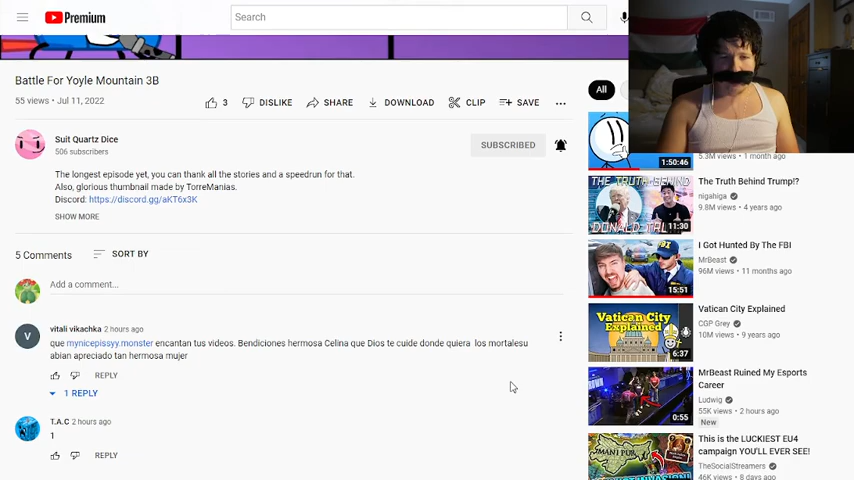 Premium
Search
Battle For Yoyle Mountain 3B
55 views • Jul 11, 2022
3
DISLIKE
SHARE
DOWNLOAD
CLIP
SAVE
Suit Quartz Dice
506 subscribers
SUBSCRIBED
The longest episode yet, you can thank all the stories and a speedrun for that.
Also, glorious thumbnail made by TorreManias.
Discord: https://discord.gg/aKT6x3K
SHOW MORE
5 Comments
SORT BY
Add a comment...
V
vitali vikachka 2 hours ago
que mynicepissyy.monster encantan tus videos. Bendiciones hermosa Celina que Dios te cuide donde quiera los mortalesu
abian apreciado tan hermosa mujer
REPLY
1 REPLY
T.A.C 2 hours ago
1
REPLY
All
1:50:46
5.3M views • 1 month ago
THE TRUTH BEHIND
11:30
The Truth Behind Trump!?
nigahiga
9.8M views • 4 years ago
FBI
15:51
I Got Hunted By The FBI
MrBeast
96M views • 11 months ago
Vatican City
Explained
6:37
Vatican City Explained
CGP Grey
10M views • 9 years ago
0:55
MrBeast Ruined My Esports
Career
Ludwig
55K views • 2 hours ago
New
This is the LUCKIEST EU4
campaign YOU'LL EVER SEE!
TheSocialStreamers
46K views • 8 days ago